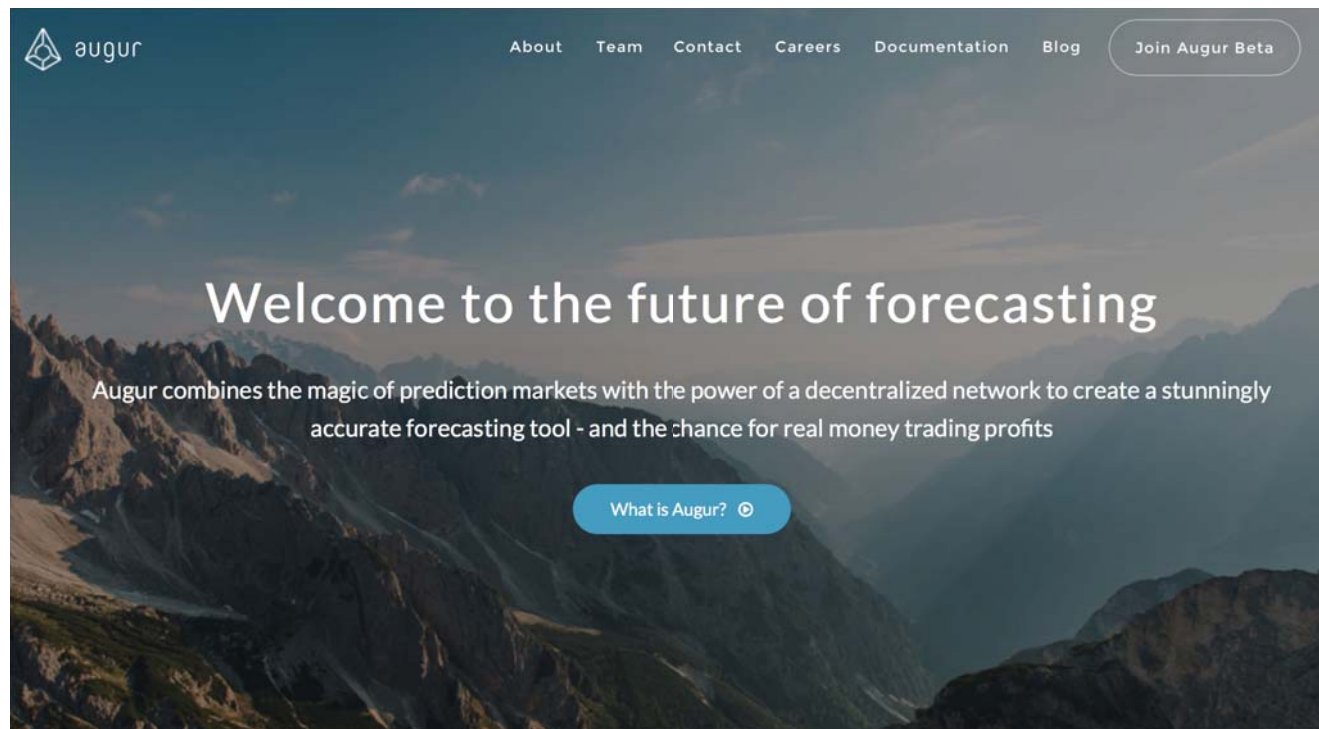 augur
About Team Contact Careers Documentation Blog Join Augur Beta
Welcome to the future of forecasting
Augur combines the magic of prediction markets with the power of a decentralized network to create a stunningly
accurate forecasting tool - and the chance for real money trading profits
What is Augur?